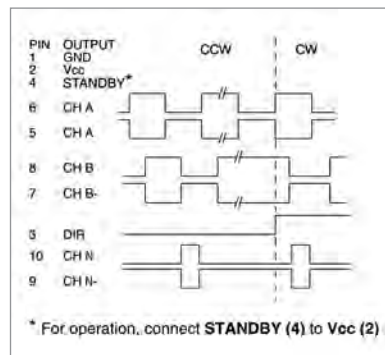 PIN OUTPUT CCW CW
1 GND
2 Vcc
4 STANDBY*
6 CH A
5 CH A
8 CH B
7 CH B-
3 DIR
10 CH N
9 CH N-
* For operation, connect STANDBY (4) to Vcc (2)